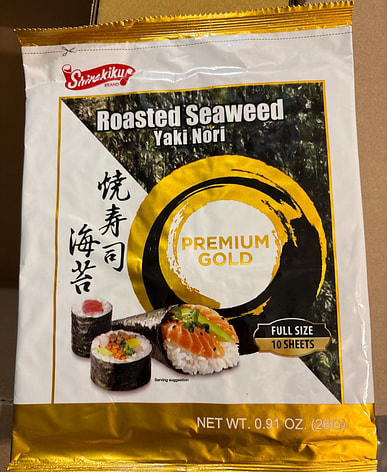 Shirakiku
BRAND
Roasted Seaweed
Yaki Nori
焼寿司
海苔
PREMIUM
GOLD
FULL SIZE
10 SHEETS
Serving suggestion
NET WT. 0.91 OZ. (26G)